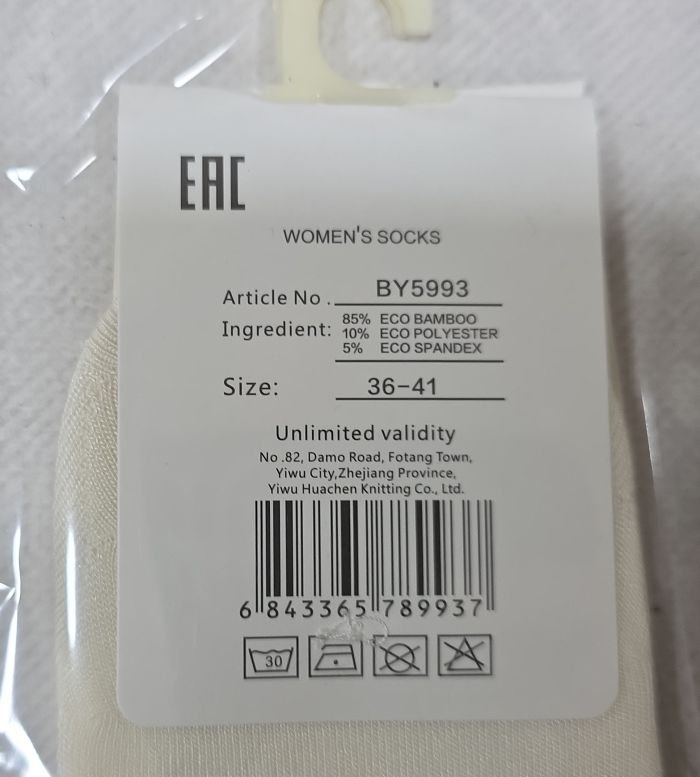 EAC
WOMEN'S SOCKS
Article No . BY5993
Ingredient: 85% ECO BAMBOO
10% ECO POLYESTER
5% ECO SPANDEX
Size: 36-41
Unlimited validity
No .82, Damo Road, Fotang Town,
Yiwu City,Zhejiang Province,
Yiwu Huachen Knitting Co., Ltd.
6 843365 789937
30